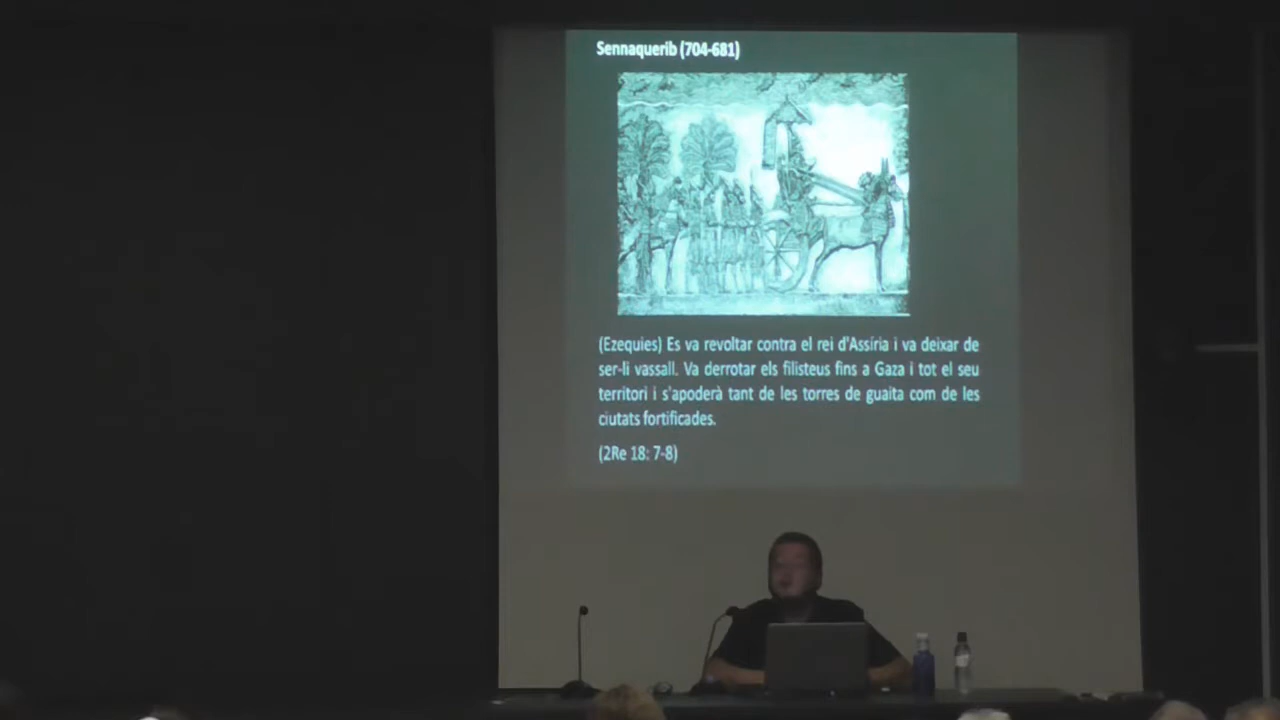 Sennaquerib (704-681)
(Ezequies) Es va revoltar contra el rei d'Assíria i va deixar de
ser-li vassall. Va derrotar els filisteus fins a Gaza i tot el seu
territori i s'apoderà tant de les torres de guaita com de les
ciutats fortificades.
(2Re 18: 7-8)